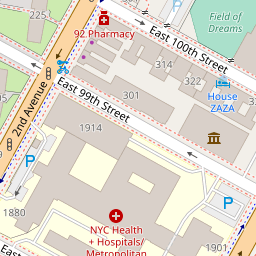 225
Field of
Dreams
92 Pharmacy
East 100th Street
314
322
301
House
ZAZA
2nd Avenue
East 99th Street
1914
P
P
1880
NYC Health
+ Hospitals/
Metropolitan
1901
East